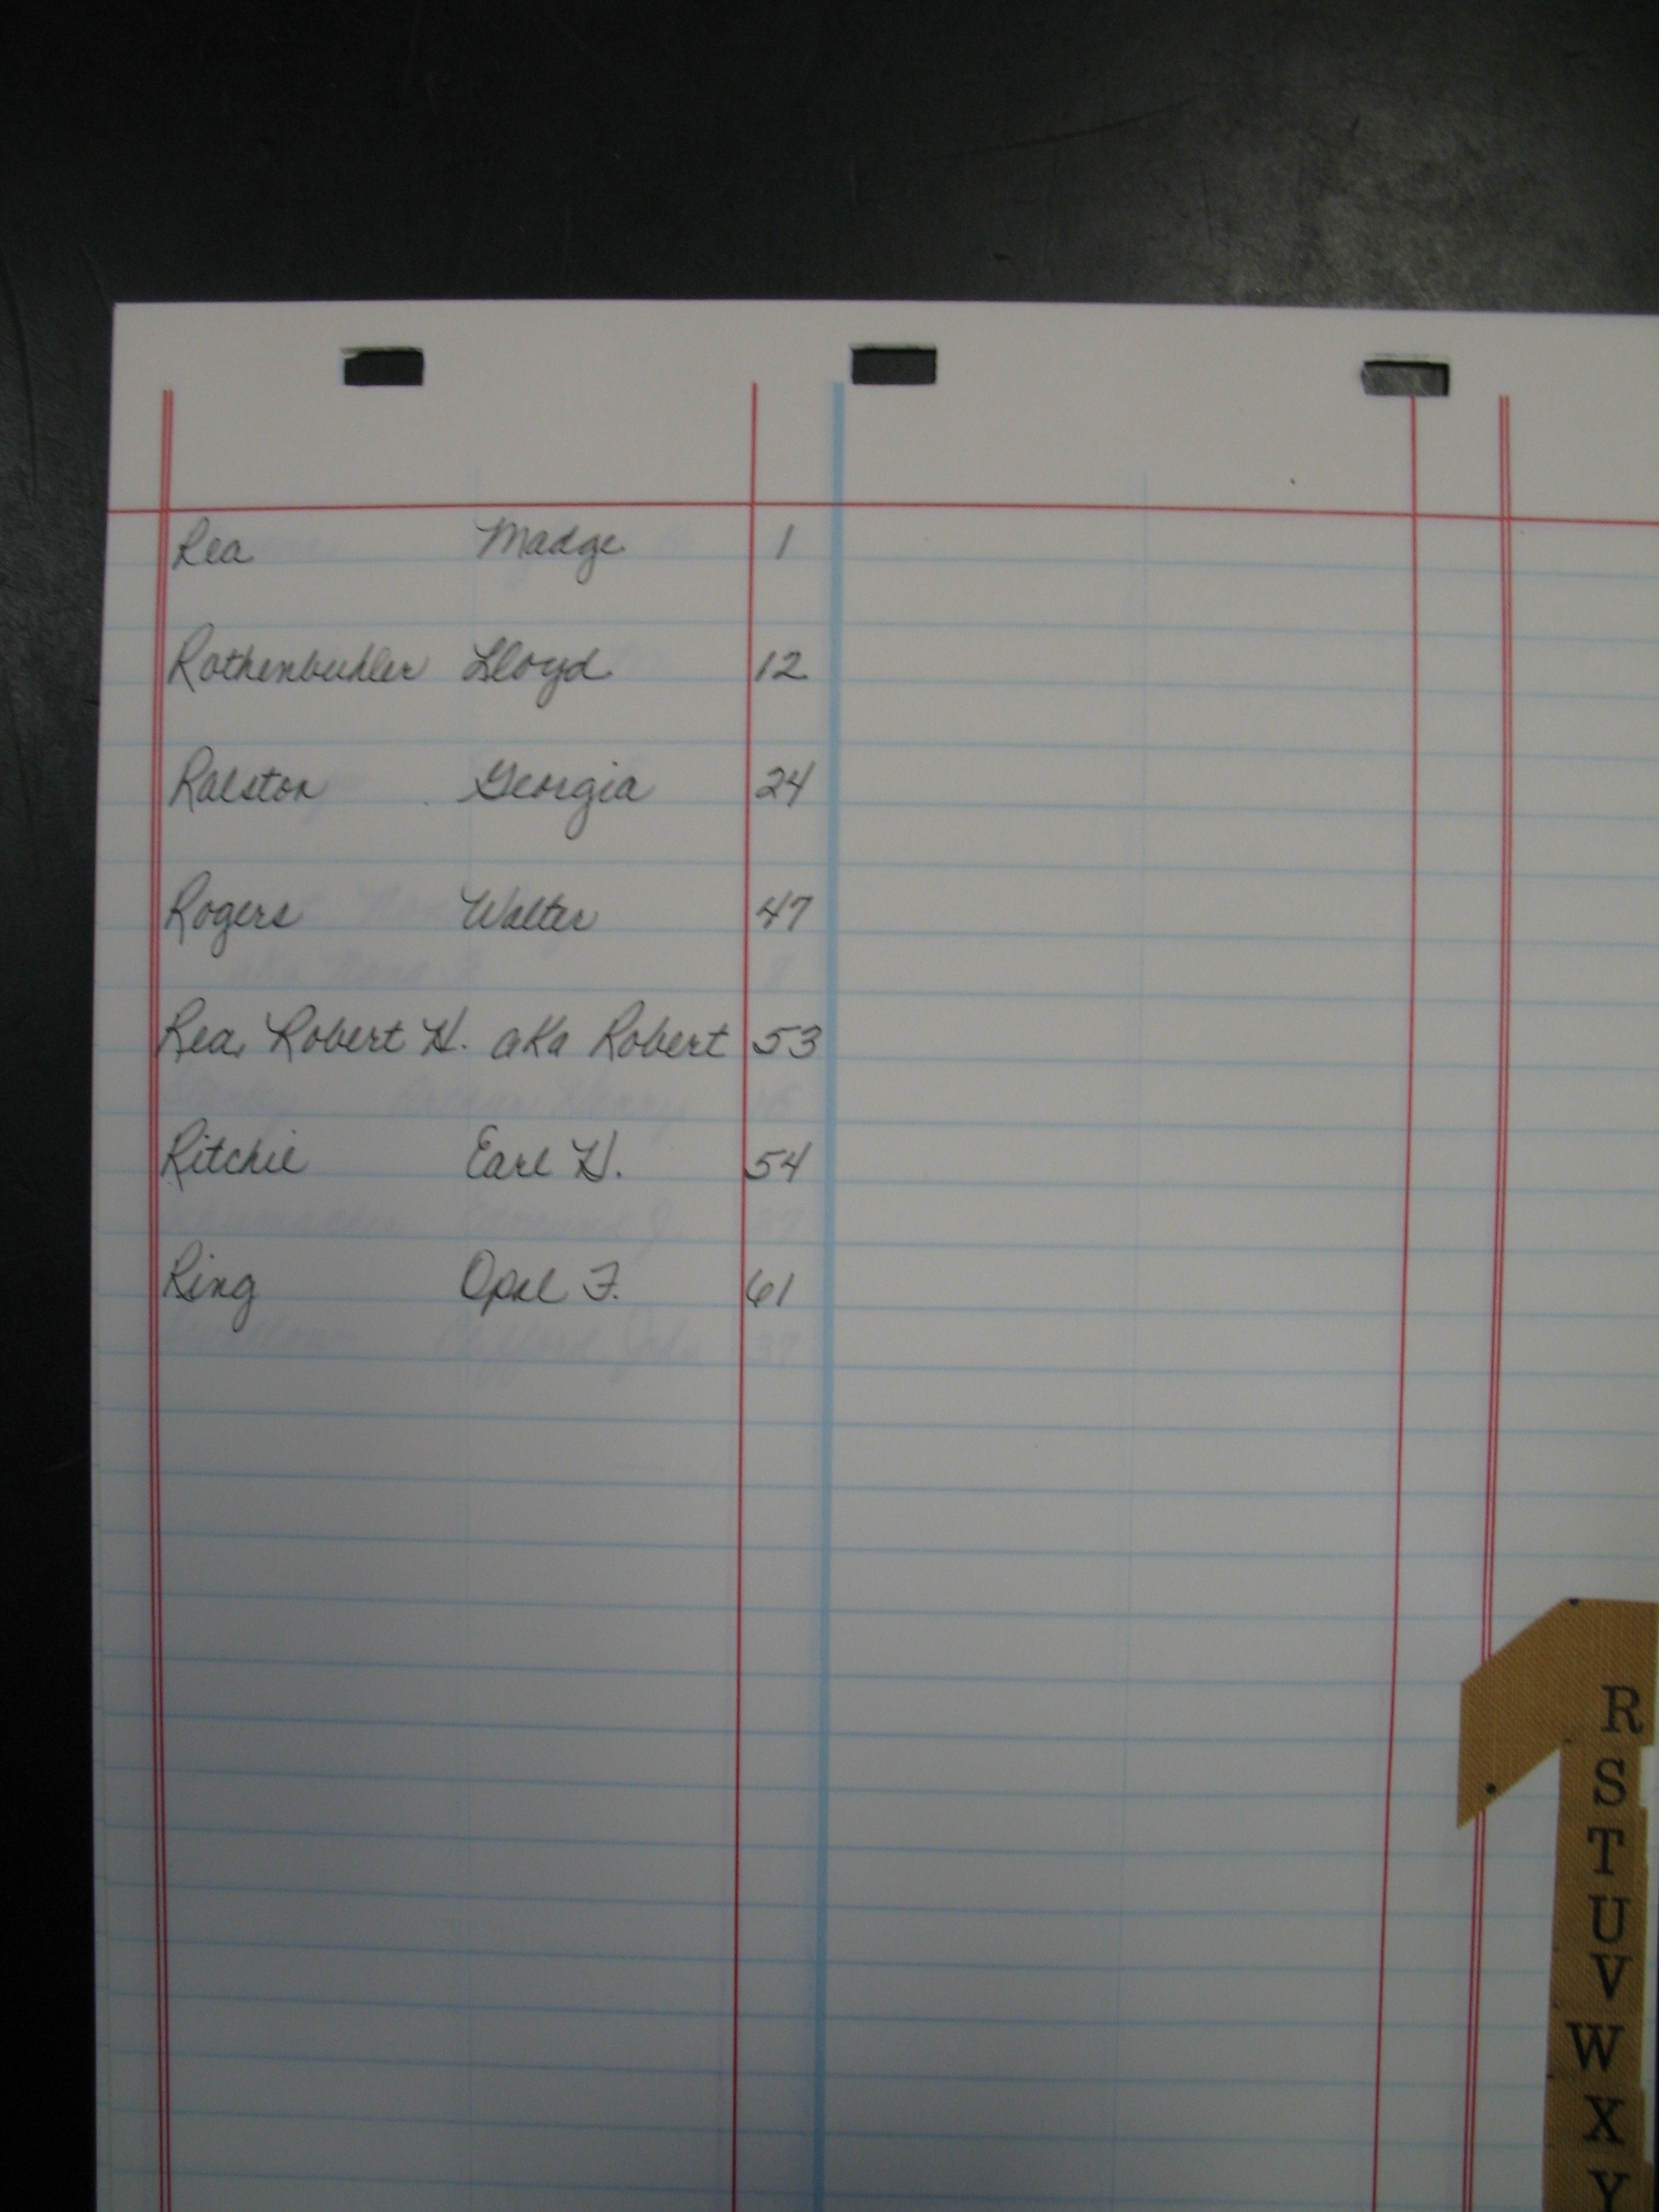 Rea Madge 1
Rothenbuhler Lloyd 12
Ralston Georgia 24
Rogers Walter 47
Rea, Robert H. aka Robert 53
Ritchie Earl H. 54
Ring Opal F. 61
R
S
T
U
V
W
X
Y